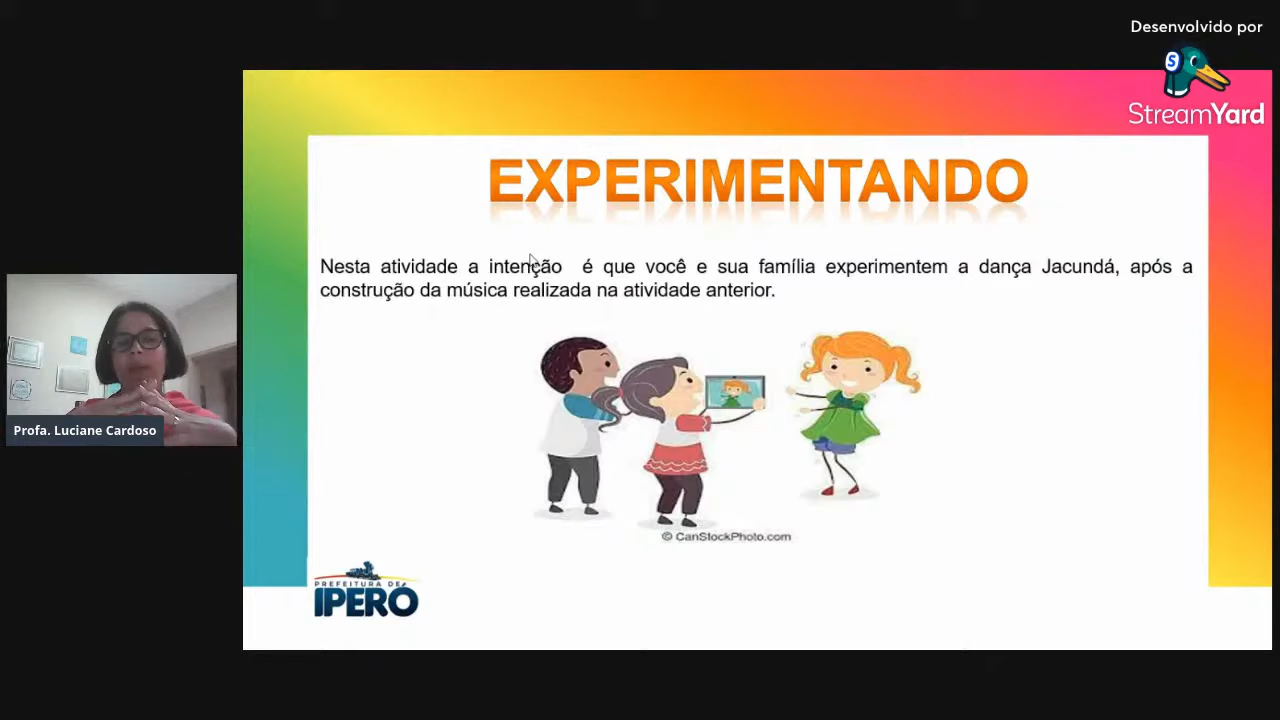 Desenvolvido por
StreamYard
EXPERIMENTANDO
Nesta atividade a intenção é que você e sua família experimentem a dança Jacundá, após a
construção da música realizada na atividade anterior.
© CanStockPhoto.com
Profa. Luciane Cardoso
PREFEITURA DE
IPERÓ